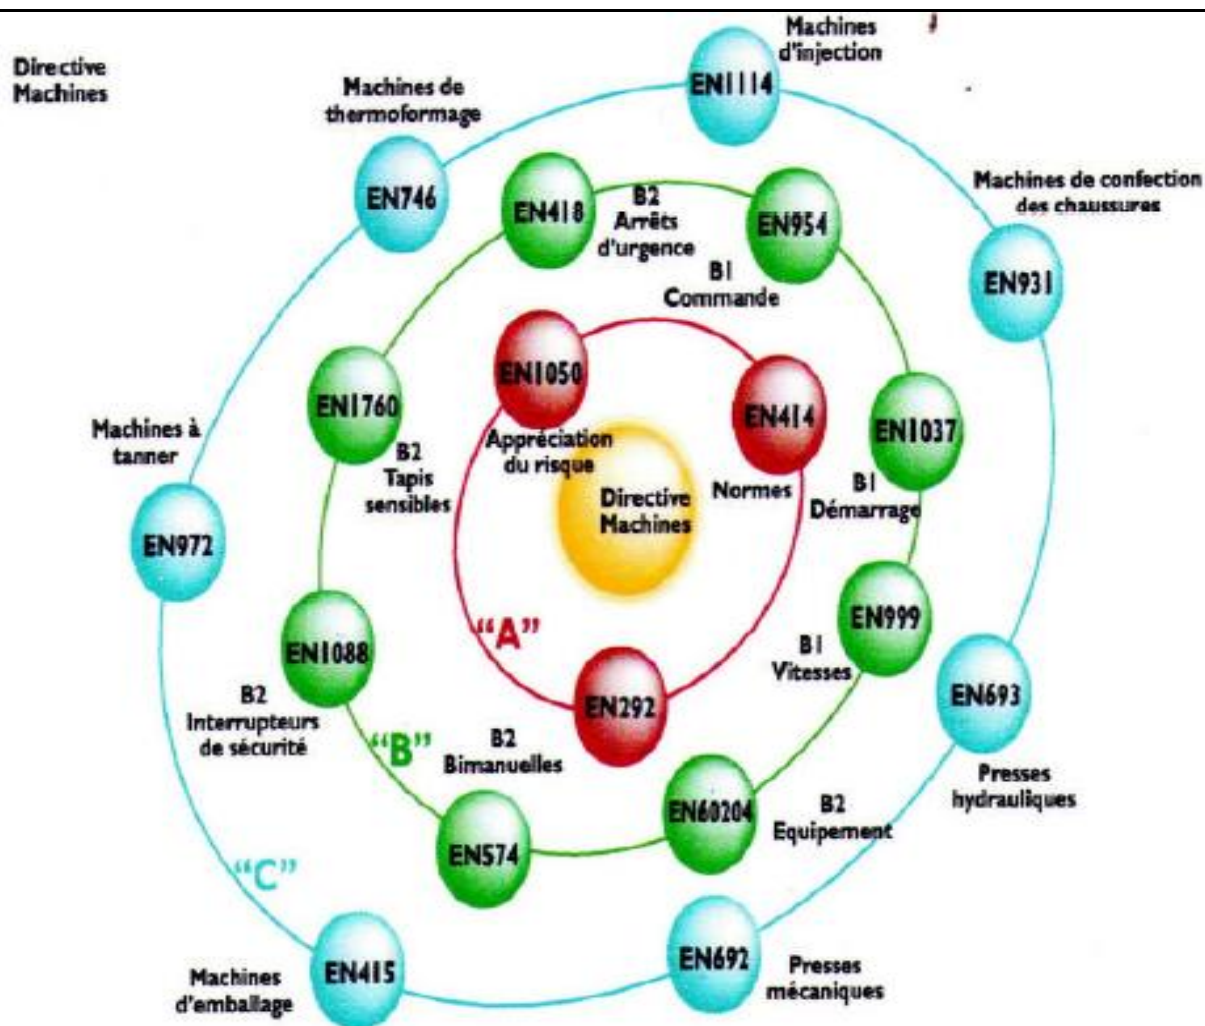 Directive
Machines
Machines
d'injection
EN1114
Machines de
thermoformage
EN746
Machines de confection
des chaussures
EN931
EN418
B2
Arrêts
d'urgence
EN954
B1
Commande
EN1050
Appréciation
du risque
EN414
Normes
EN1760
B2
Tapis
sensibles
EN1037
B1
Démarrage
Machines à
tanner
EN972
Directive
Machines
EN999
B1
Vitesses
"A"
EN292
EN1088
B2
Interrupteurs
de sécurité
"B"
B2
Bimanuelles
EN574
EN60204
B2
Equipement
EN693
Presses
hydrauliques
"C"
EN415
Machines
d'emballage
EN692
Presses
mécaniques